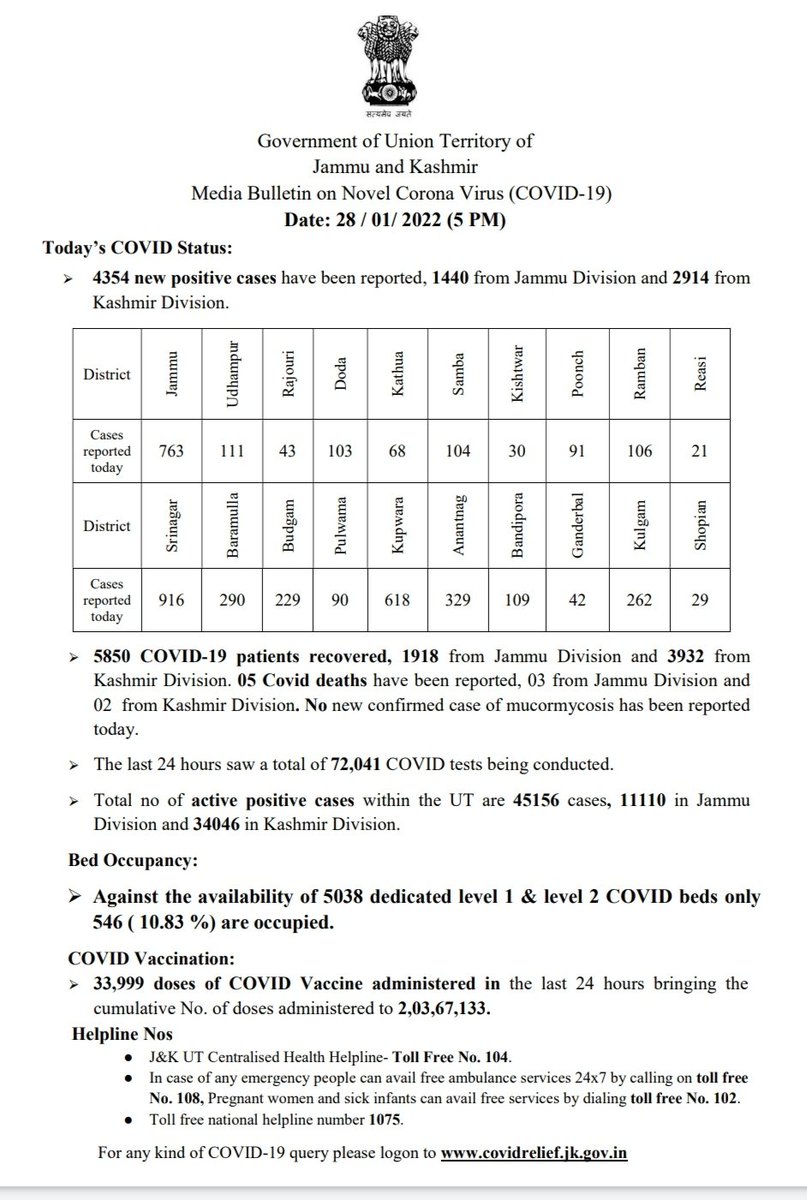 सत्यमेव जयते
Government of Union Territory of
Jammu and Kashmir
Media Bulletin on Novel Corona Virus (COVID-19)
Date: 28 / 01/ 2022 (5 PM)
Today’s COVID Status:
➢ 4354 new positive cases have been reported, 1440 from Jammu Division and 2914 from
Kashmir Division.
District Jammu Udhampur Rajouri Doda Kathua Samba Kishtwar Poonch Ramban Reasi
Cases
reported
today
763 111 43 103 68 104 30 91 106 21
District Srinagar Baramulla Budgam Pulwama Kupwara Anantnag Bandipora Ganderbal Kulgam Shopian
Cases
reported
today
916 290 229 90 618 329 109 42 262 29
➢ 5850 COVID-19 patients recovered, 1918 from Jammu Division and 3932 from
Kashmir Division. 05 Covid deaths have been reported, 03 from Jammu Division and
02 from Kashmir Division. No new confirmed case of mucormycosis has been reported
today.
➢ The last 24 hours saw a total of 72,041 COVID tests being conducted.
➢ Total no of active positive cases within the UT are 45156 cases, 11110 in Jammu
Division and 34046 in Kashmir Division.
Bed Occupancy:
➢ Against the availability of 5038 dedicated level 1 & level 2 COVID beds only
546 ( 10.83 %) are occupied.
COVID Vaccination:
➢ 33,999 doses of COVID Vaccine administered in the last 24 hours bringing the
cumulative No. of doses administered to 2,03,67,133.
Helpline Nos
● J&K UT Centralised Health Helpline- Toll Free No. 104.
● In case of any emergency people can avail free ambulance services 24x7 by calling on toll free
No. 108, Pregnant women and sick infants can avail free services by dialing toll free No. 102.
● Toll free national helpline number 1075.
For any kind of COVID-19 query please logon to www.covidrelief.jk.gov.in